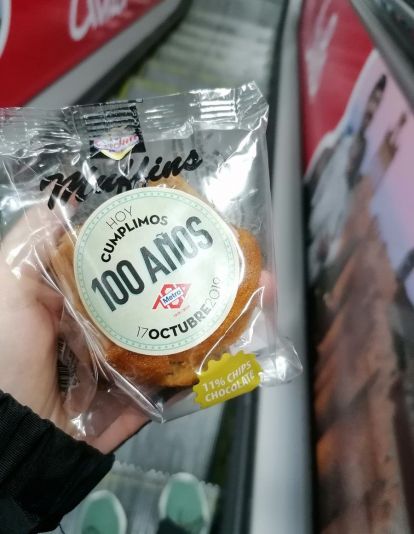 Muffins
HOY
CUMPLIMOS
100 AÑOS
Metro
17 OCTUBRE 2019
11% CHIPS
CHOCOLATE